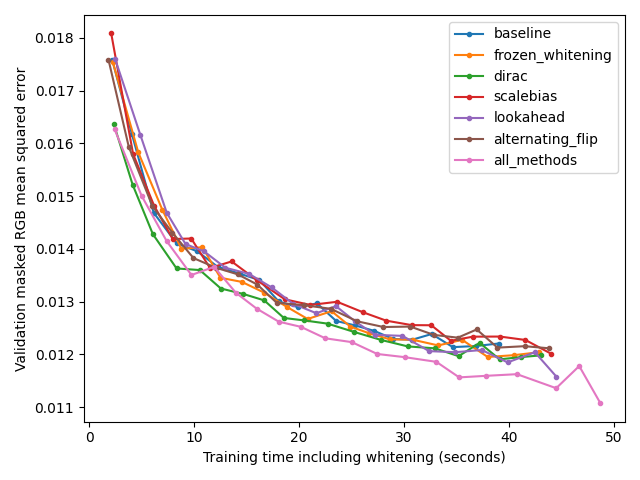 baseline
frozen_whitening
dirac
scalebias
lookahead
alternating_flip
all_methods
Validation masked RGB mean squared error
0.018
0.017
0.016
0.015
0.014
0.013
0.012
0.011
0 10 20 30 40 50
Training time including whitening (seconds)